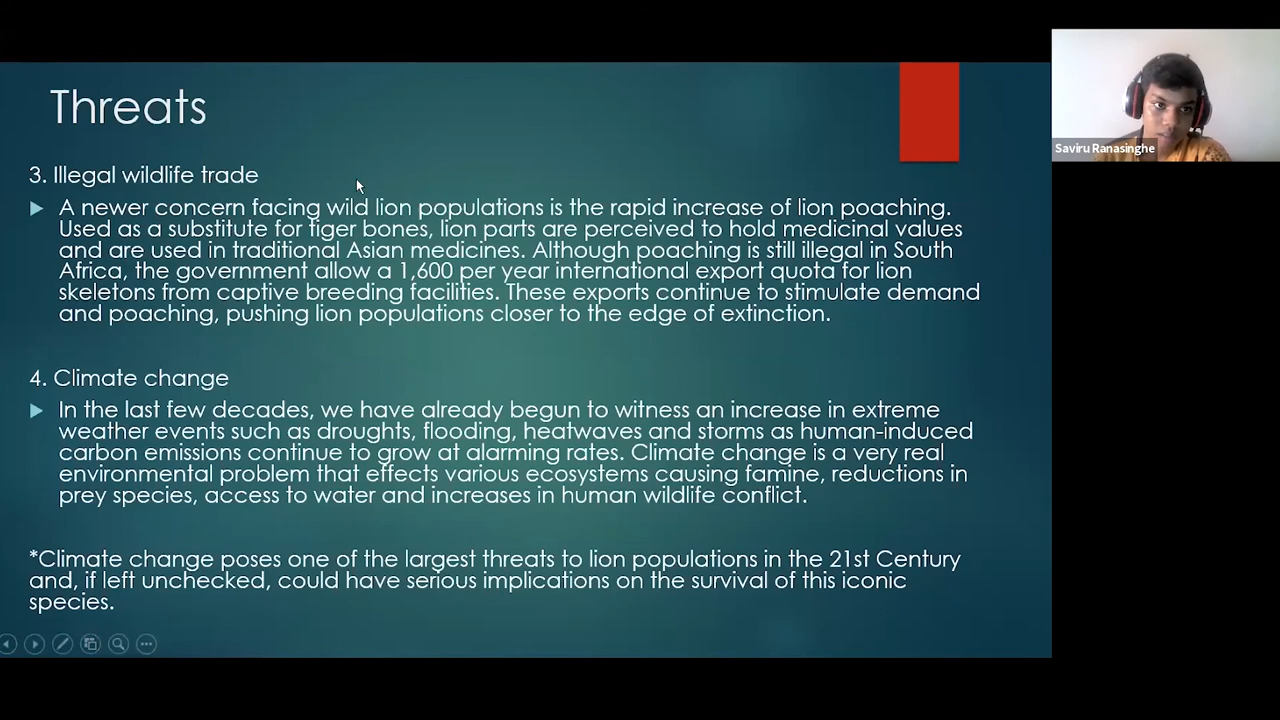 Threats
3. Illegal wildlife trade
A newer concern facing wild lion populations is the rapid increase of lion poaching.
Used as a substitute for tiger bones, lion parts are perceived to hold medicinal values
and are used in traditional Asian medicines. Although poaching is still illegal in South
Africa, the government allow a 1,600 per year international export quota for lion
skeletons from captive breeding facilities. These exports continue to stimulate demand
and poaching, pushing lion populations closer to the edge of extinction.
4. Climate change
In the last few decades, we have already begun to witness an increase in extreme
weather events such as droughts, flooding, heatwaves and storms as human-induced
carbon emissions continue to grow at alarming rates. Climate change is a very real
environmental problem that effects various ecosystems causing famine, reductions in
prey species, access to water and increases in human wildlife conflict.
*Climate change poses one of the largest threats to lion populations in the 21st Century
and, if left unchecked, could have serious implications on the survival of this iconic
species.
Saviru Ranasinghe